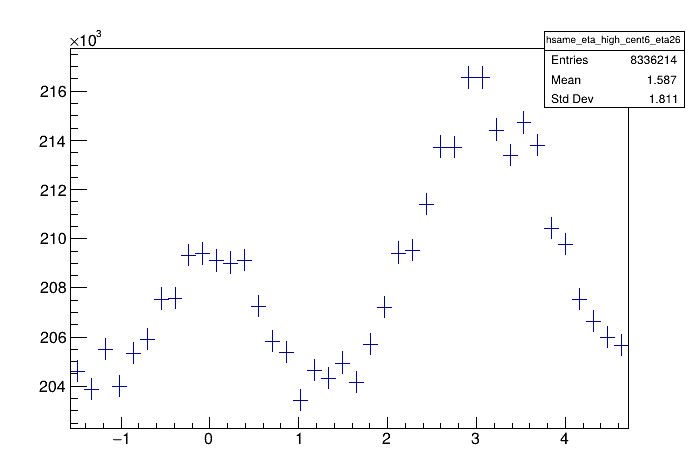 ×10³
hsame_eta_high_cent6_eta26
Entries 8336214
Mean 1.587
Std Dev 1.811
216
214
212
210
208
206
204
−1 0 1 2 3 4